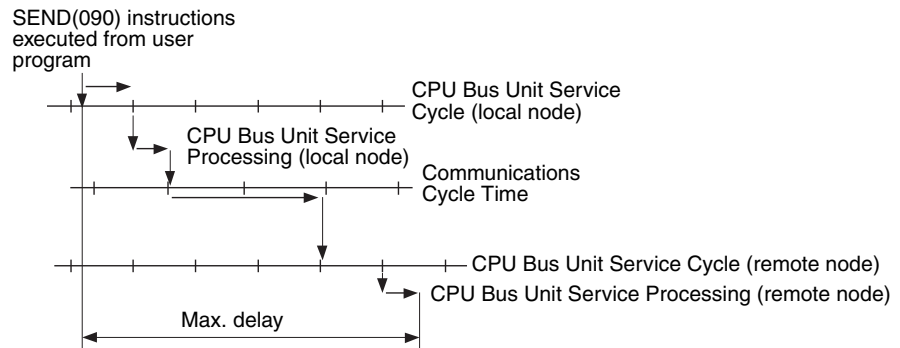 SEND(090) instructions
executed from user
program
CPU Bus Unit Service
Cycle (local node)
CPU Bus Unit Service
Processing (local node)
Communications
Cycle Time
CPU Bus Unit Service Cycle (remote node)
CPU Bus Unit Service Processing (remote node)
Max. delay